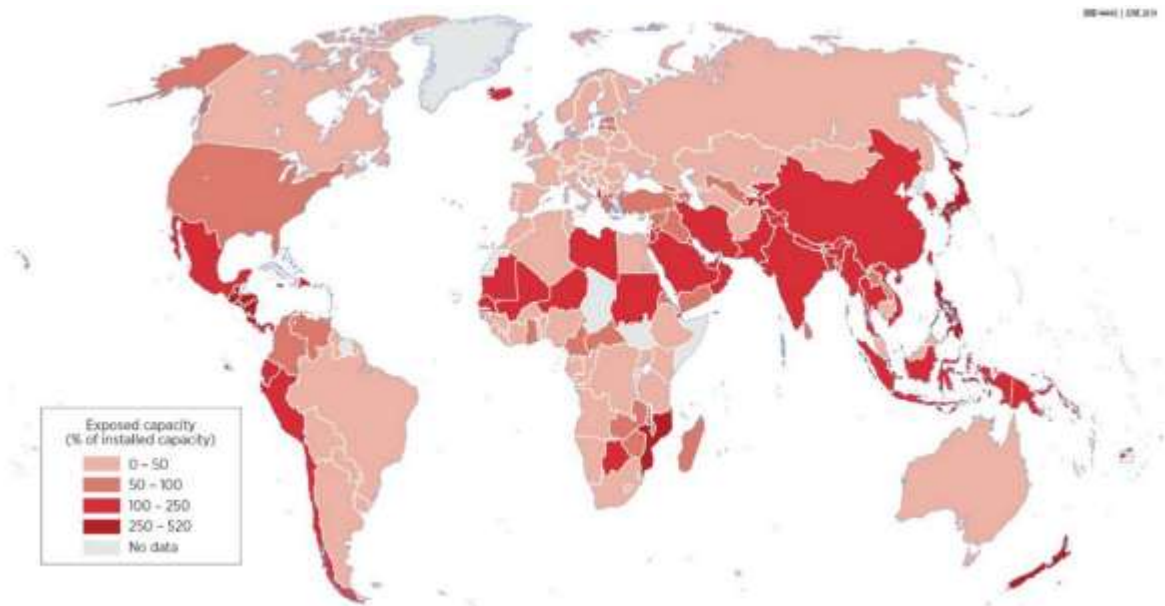 Exposed capacity
(% of installed capacity)
0 – 50
50 – 100
100 – 250
250 – 520
No data